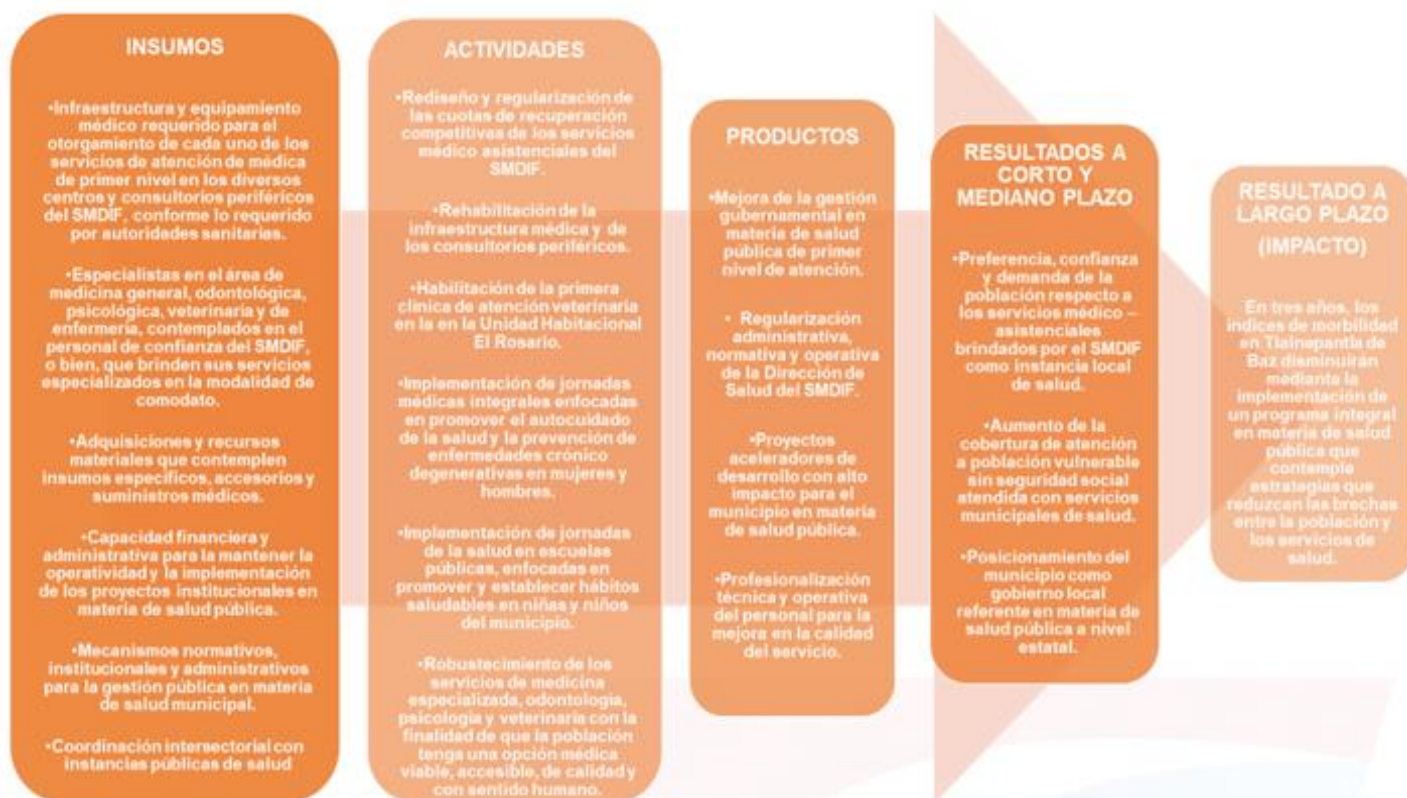 INSUMOS
•Infraestructura y equipamiento
médico requerido para el
otorgamiento de cada uno de los
servicios de atención de médica
de primer nivel en los diversos
centros y consultorios periféricos
del SMDIF, conforme lo requerido
por autoridades sanitarias.
•Especialistas en el área de
medicina general, odontológica,
psicológica, veterinaria y de
enfermería, contemplados en el
personal de confianza del SMDIF,
o bien, que brinden sus servicios
especializados en la modalidad de
comodato.
•Adquisiciones y recursos
materiales que contemplen
insumos específicos, accesorios y
suministros médicos.
•Capacidad financiera y
administrativa para la mantener la
operatividad y la implementación
de los proyectos institucionales en
materia de salud pública.
•Mecanismos normativos,
institucionales y administrativos
para la gestión pública en materia
de salud municipal.
•Coordinación intersectorial con
instancias públicas de salud
ACTIVIDADES
•Rediseño y regularización de
las cuotas de recuperación
competitivas de los servicios
médico asistenciales del
SMDIF.
•Rehabilitación de la
infraestructura médica y de
los consultorios periféricos.
•Habilitación de la primera
clínica de atención veterinaria
en la en la Unidad Habitacional
El Rosario.
•Implementación de jornadas
médicas integrales enfocadas
en promover el autocuidado
de la salud y la prevención de
enfermedades crónico
degenerativas en mujeres y
hombres.
•Implementación de jornadas
de la salud en escuelas
públicas, enfocadas en
promover y establecer hábitos
saludables en niñas y niños
del municipio.
•Robustecimiento de los
servicios de medicina
especializada, odontología,
psicología y veterinaria con la
finalidad de que la población
tenga una opción médica
viable, accesible, de calidad y
con sentido humano.
PRODUCTOS
•Mejora de la gestión
gubernamental en
materia de salud
pública de primer
nivel de atención.
• Regularización
administrativa,
normativa y operativa
de la Dirección de
Salud del SMDIF.
•Proyectos
aceleradores de
desarrollo con alto
impacto para el
municipio en materia
de salud pública.
•Profesionalización
técnica y operativa
del personal para la
mejora en la calidad
del servicio.
RESULTADOS A
CORTO Y
MEDIANO PLAZO
•Preferencia, confianza
y demanda de la
población respecto a
los servicios médico –
asistenciales
brindados por el SMDIF
como instancia local
de salud.
•Aumento de la
cobertura de atención
a población vulnerable
sin seguridad social
atendida con servicios
municipales de salud.
•Posicionamiento del
municipio como
gobierno local
referente en materia de
salud pública a nivel
estatal.
RESULTADO A
LARGO PLAZO
(IMPACTO)
En tres años, los
índices de morbilidad
en Tlalnepantla de
Baz disminuirán
mediante la
implementación de
un programa integral
en materia de salud
pública que
contemple
estrategias que
reduzcan las brechas
entre la población y
los servicios de
salud.